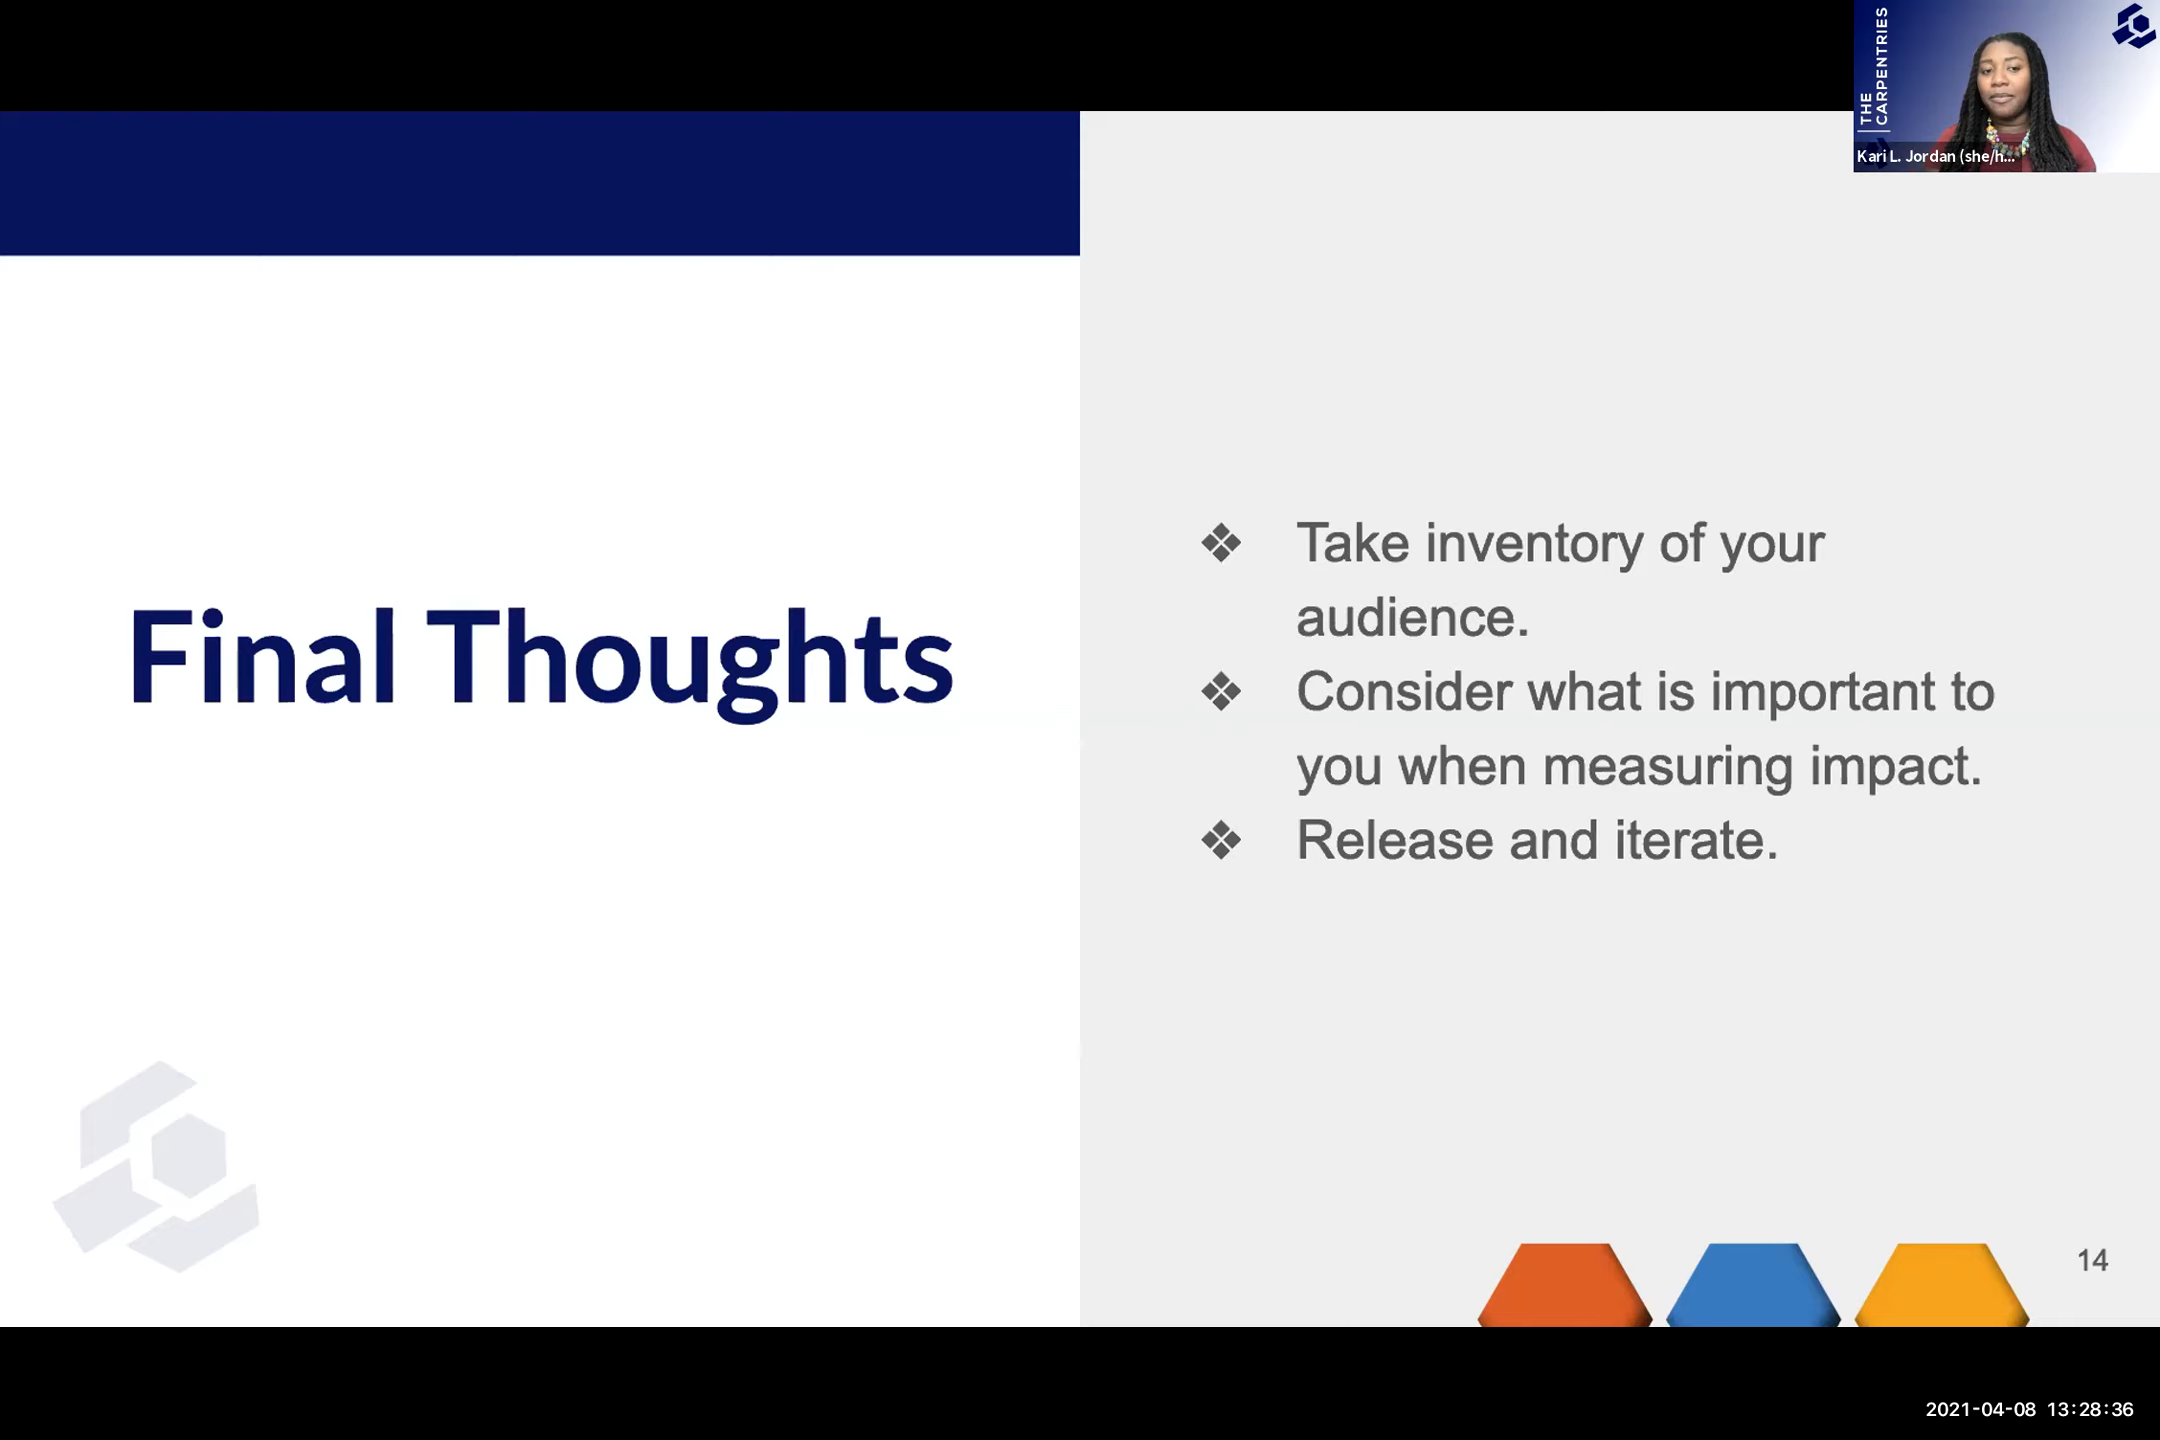 THE
CARPENTRIES
Kari L. Jordan (she/h...
Final Thoughts
❖ Take inventory of your
audience.
❖ Consider what is important to
you when measuring impact.
❖ Release and iterate.
14
2021-04-08 13:28:36